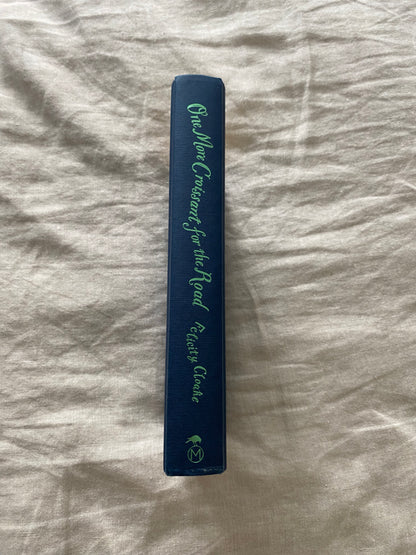 One More Croissant for the Road
Felicity Cloake
M